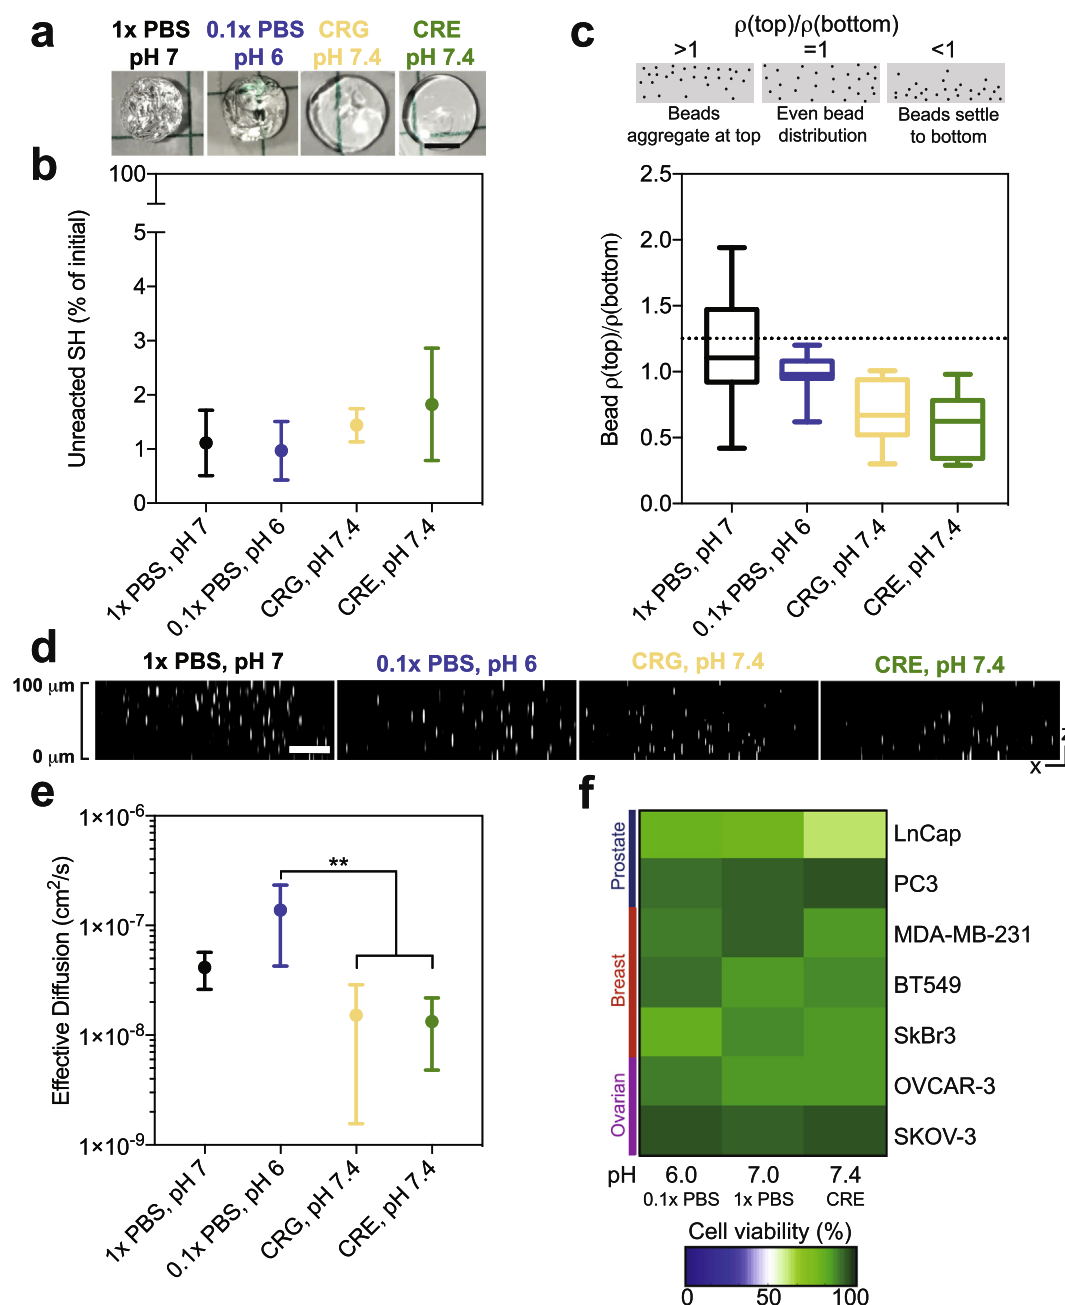 a
1x PBS
pH 7
0.1x PBS
pH 6
CRG
pH 7.4
CRE
pH 7.4
b
Unreacted SH (% of initial)
100
5
4
3
2
1
0
1x PBS, pH 7
0.1x PBS, pH 6
CRG, pH 7.4
CRE, pH 7.4
c
ρ(top)/ρ(bottom)
>1
=1
<1
Beads
aggregate at top
Even bead
distribution
Beads settle
to bottom
Bead ρ(top)/ρ(bottom)
2.5
2.0
1.5
1.0
0.5
0.0
1x PBS, pH 7
0.1x PBS, pH 6
CRG, pH 7.4
CRE, pH 7.4
d
1x PBS, pH 7
0.1x PBS, pH 6
CRG, pH 7.4
CRE, pH 7.4
100 μm
0 μm
z
x
e
Effective Diffusion (cm²/s)
1×10⁻⁶
1×10⁻⁷
1×10⁻⁸
1×10⁻⁹
**
1x PBS, pH 7
0.1x PBS, pH 6
CRG, pH 7.4
CRE, pH 7.4
f
Prostate
Breast
Ovarian
LnCap
PC3
MDA-MB-231
BT549
SkBr3
OVCAR-3
SKOV-3
pH 6.0 7.0 7.4
0.1x PBS 1x PBS CRE
Cell viability (%)
0 50 100